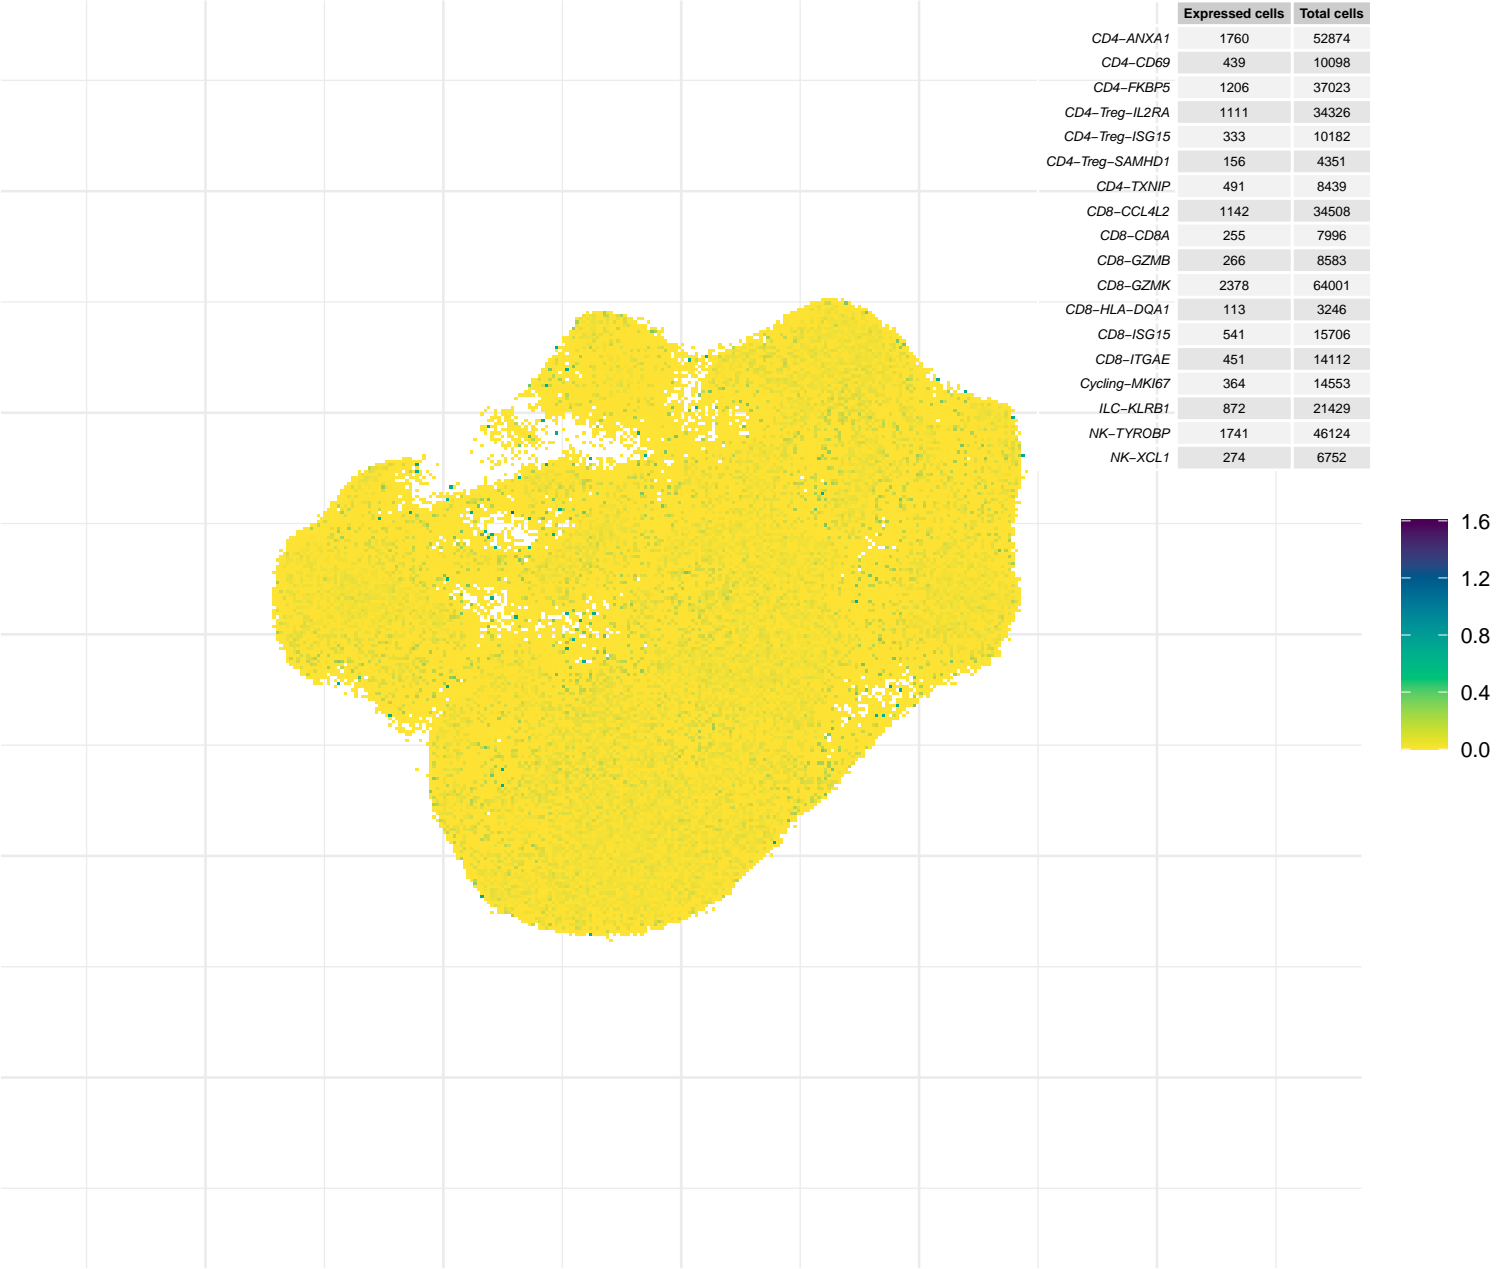 Expressed cells Total cells
CD4−ANXA1 1760 52874
CD4−CD69 439 10098
CD4−FKBP5 1206 37023
CD4−Treg−IL2RA 1111 34326
CD4−Treg−ISG15 333 10182
CD4−Treg−SAMHD1 156 4351
CD4−TXNIP 491 8439
CD8−CCL4L2 1142 34508
CD8−CD8A 255 7996
CD8−GZMB 266 8583
CD8−GZMK 2378 64001
CD8−HLA−DQA1 113 3246
CD8−ISG15 541 15706
CD8−ITGAE 451 14112
Cycling−MKI67 364 14553
ILC−KLRB1 872 21429
NK−TYROBP 1741 46124
NK−XCL1 274 6752
1.6
1.2
0.8
0.4
0.0